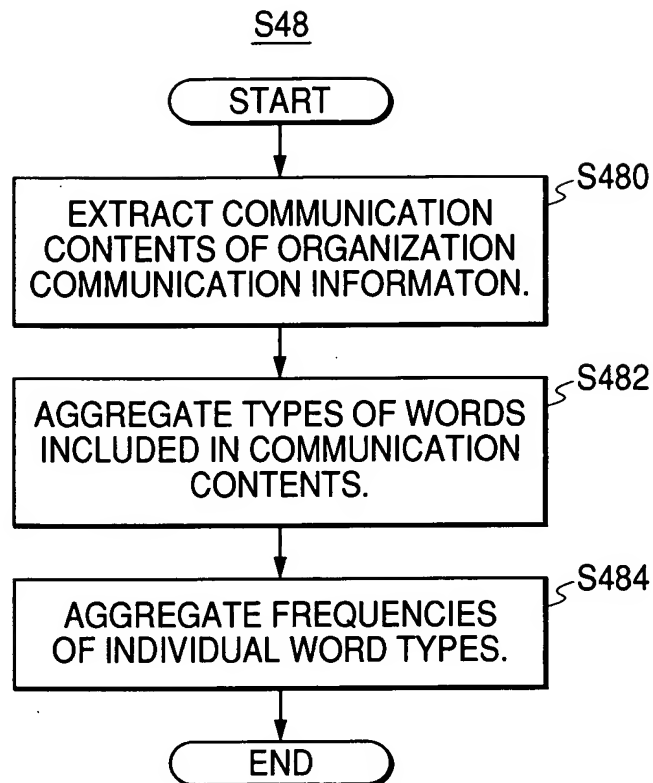 S48
START
S480
EXTRACT COMMUNICATION
CONTENTS OF ORGANIZATION
COMMUNICATION INFORMATON.
S482
AGGREGATE TYPES OF WORDS
INCLUDED IN COMMUNICATION
CONTENTS.
S484
AGGREGATE FREQUENCIES
OF INDIVIDUAL WORD TYPES.
END